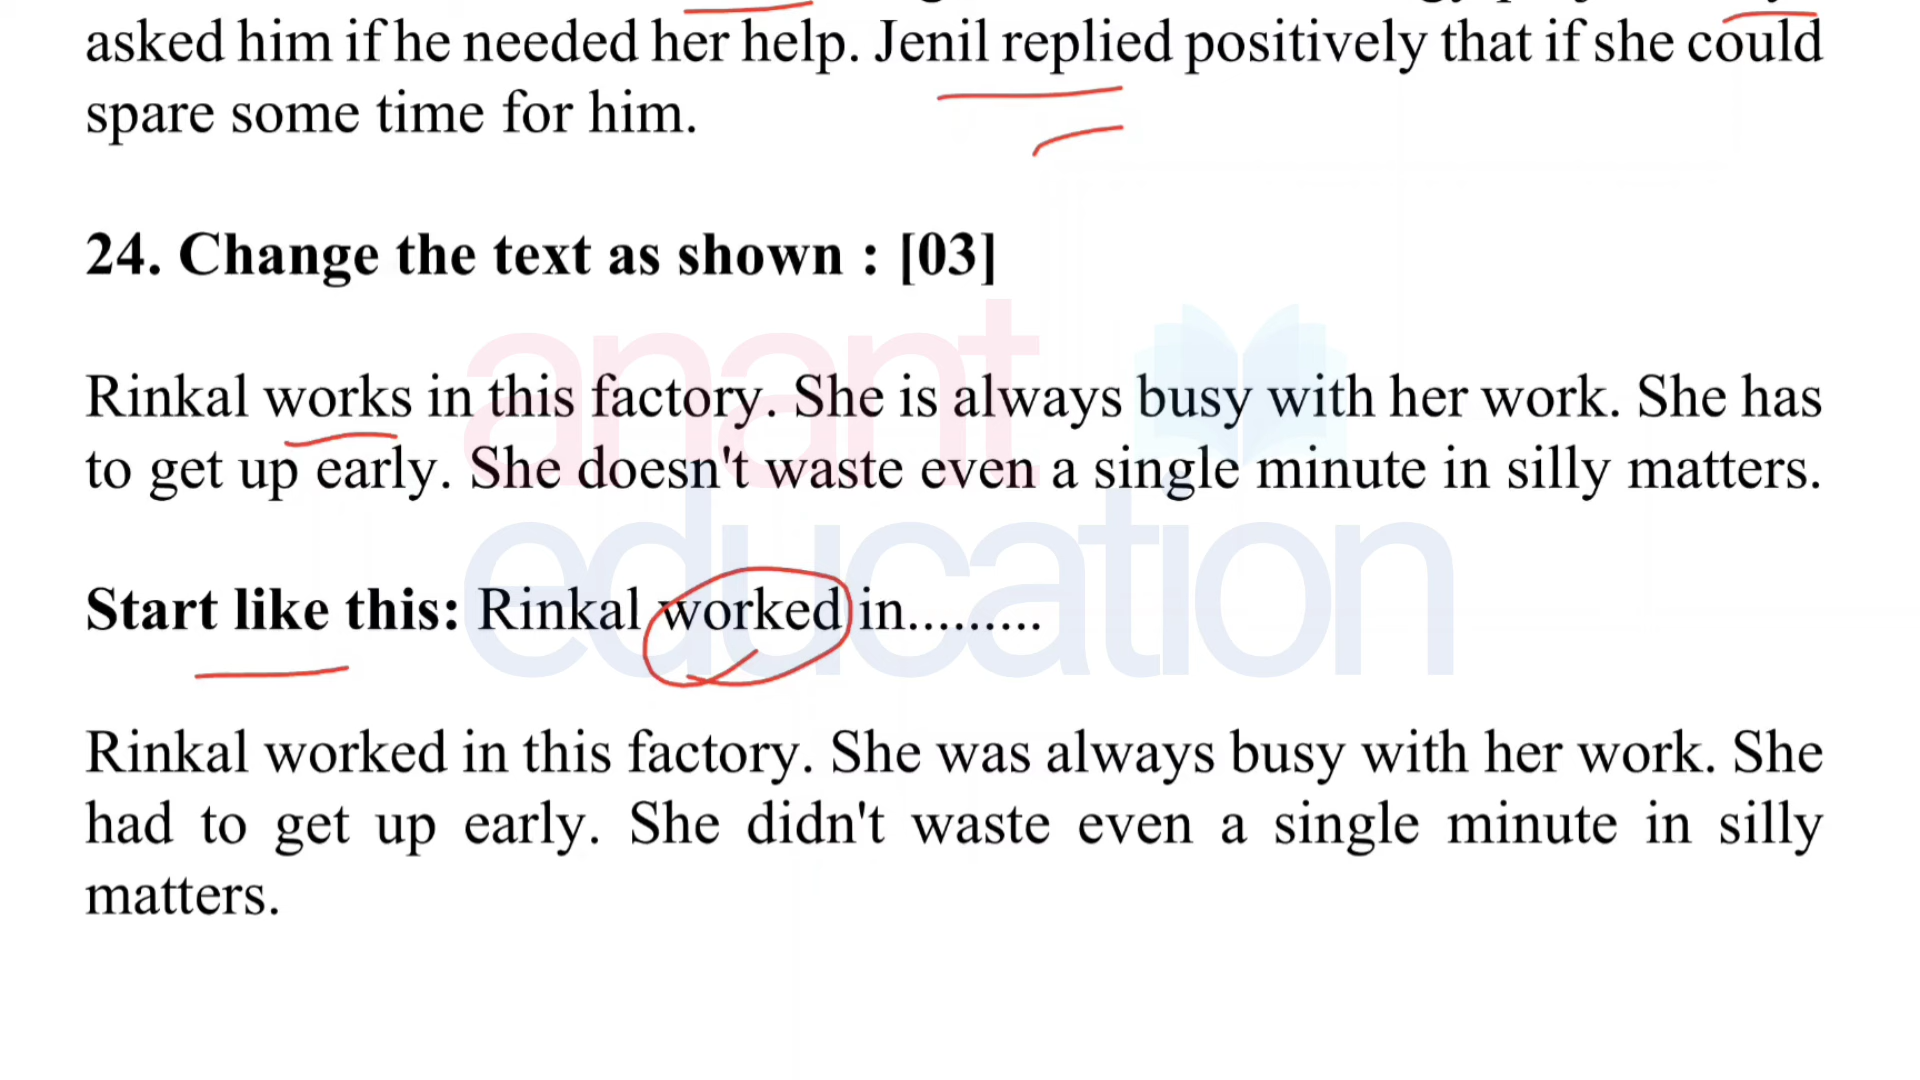 asked him if he needed her help. Jenil replied positively that if she could
spare some time for him.
24. Change the text as shown : [03]
Rinkal works in this factory. She is always busy with her work. She has
to get up early. She doesn't waste even a single minute in silly matters.
Start like this: Rinkal worked in.........
Rinkal worked in this factory. She was always busy with her work. She
had to get up early. She didn't waste even a single minute in silly
matters.
anant
education